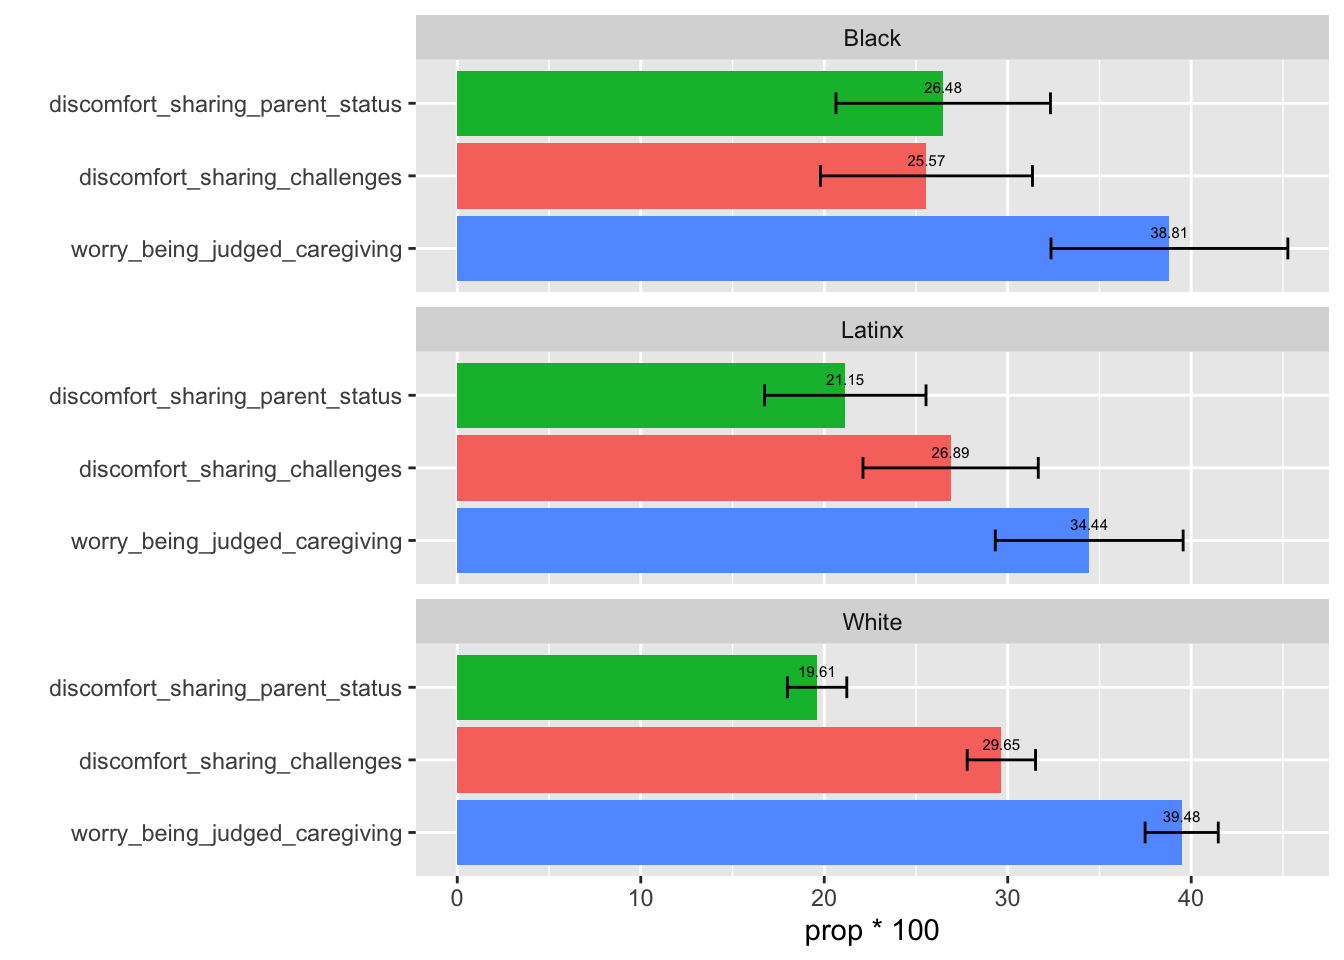 Black
discomfort_sharing_parent_status
26.48
discomfort_sharing_challenges
25.57
worry_being_judged_caregiving
38.81
Latinx
discomfort_sharing_parent_status
21.15
discomfort_sharing_challenges
26.89
worry_being_judged_caregiving
34.44
White
discomfort_sharing_parent_status
19.61
discomfort_sharing_challenges
29.65
worry_being_judged_caregiving
39.48
0 10 20 30 40
prop * 100